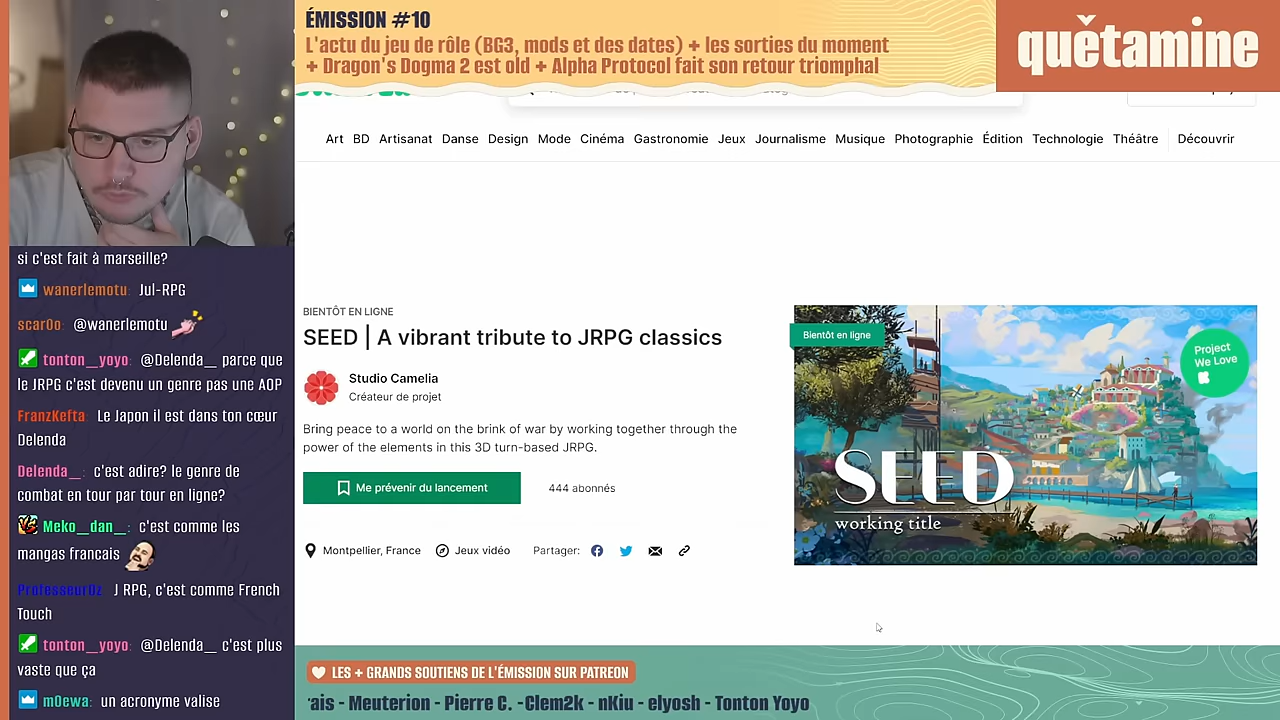 ÉMISSION #10
L'actu du jeu de rôle (BG3, mods et des dates) + les sorties du moment
+ Dragon's Dogma 2 est old + Alpha Protocol fait son retour triomphal
quětamine
Art BD Artisanat Danse Design Mode Cinéma Gastronomie Jeux Journalisme Musique Photographie Édition Technologie Théâtre Découvrir
si c'est fait à marseille?
wanerlemotu: Jul-RPG
scar0o: @wanerlemotu
tonton__yoyo: @Delenda__ parce que
le JRPG c'est devenu un genre pas une AOP
FranzKefta: Le Japon il est dans ton cœur
Delenda
Delenda__: c'est adire? le genre de
combat en tour par tour en ligne?
Meko__dan__: c'est comme les
mangas francais
ProfesseurOz: J RPG, c'est comme French
Touch
tonton__yoyo: @Delenda__ c'est plus
vaste que ça
m0ewa: un acronyme valise
BIENTÔT EN LIGNE
SEED | A vibrant tribute to JRPG classics
Studio Camelia
Créateur de projet
Bring peace to a world on the brink of war by working together through the
power of the elements in this 3D turn-based JRPG.
Me prévenir du lancement
444 abonnés
Montpellier, France
Jeux vidéo
Partager:
Bientôt en ligne
Project
We Love
SEED
working title
LES + GRANDS SOUTIENS DE L'ÉMISSION SUR PATREON
ais - Meuterion - Pierre C. -Clem2k - nKiu - elyosh - Tonton Yoyo